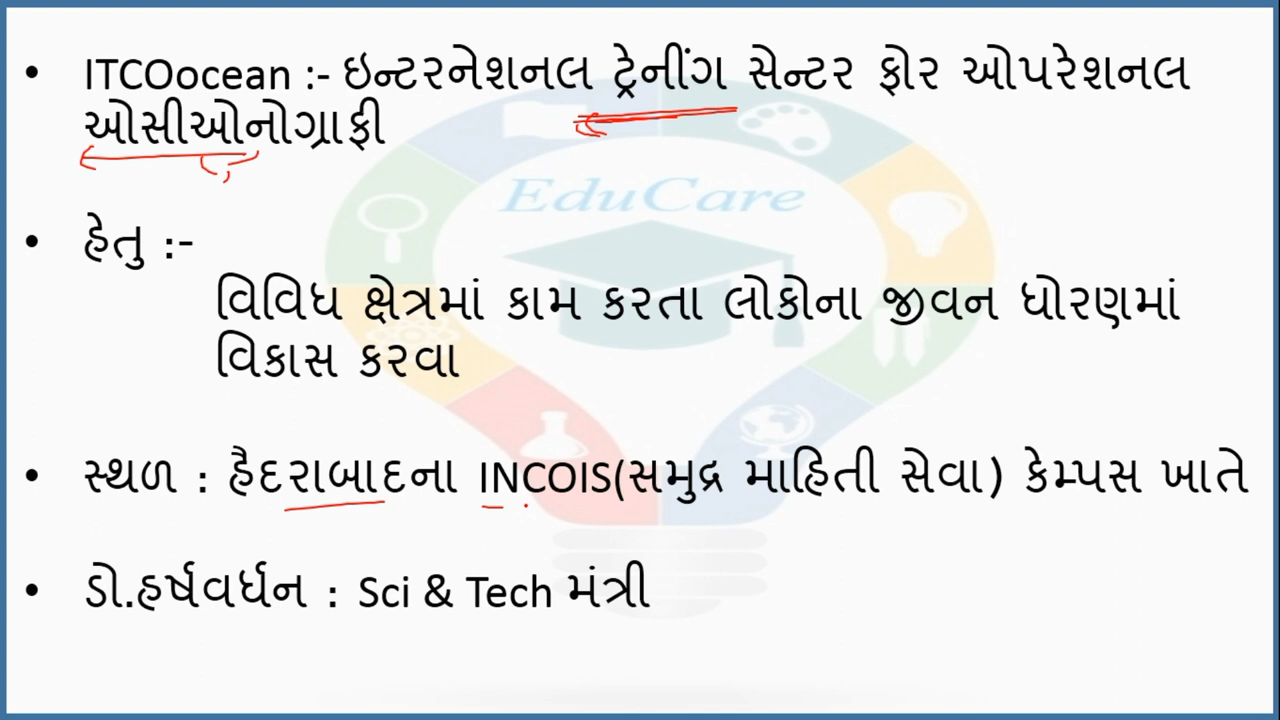 • ITCOocean :- ઇન્ટરનેશનલ ટ્રેનીંગ સેન્ટર ફોર ઓપરેશનલ
ઓસીઓનોગ્રાફી
EduCare
• હેતુ :-
વિવિધ ક્ષેત્રમાં કામ કરતા લોકોના જીવન ધોરણમાં
વિકાસ કરવા
• સ્થળ : હૈદરાબાદના INCOIS(સમુદ્ર માહિતી સેવા) કેમ્પસ ખાતે
• ડો.હર્ષવર્ધન : Sci & Tech મંત્રી